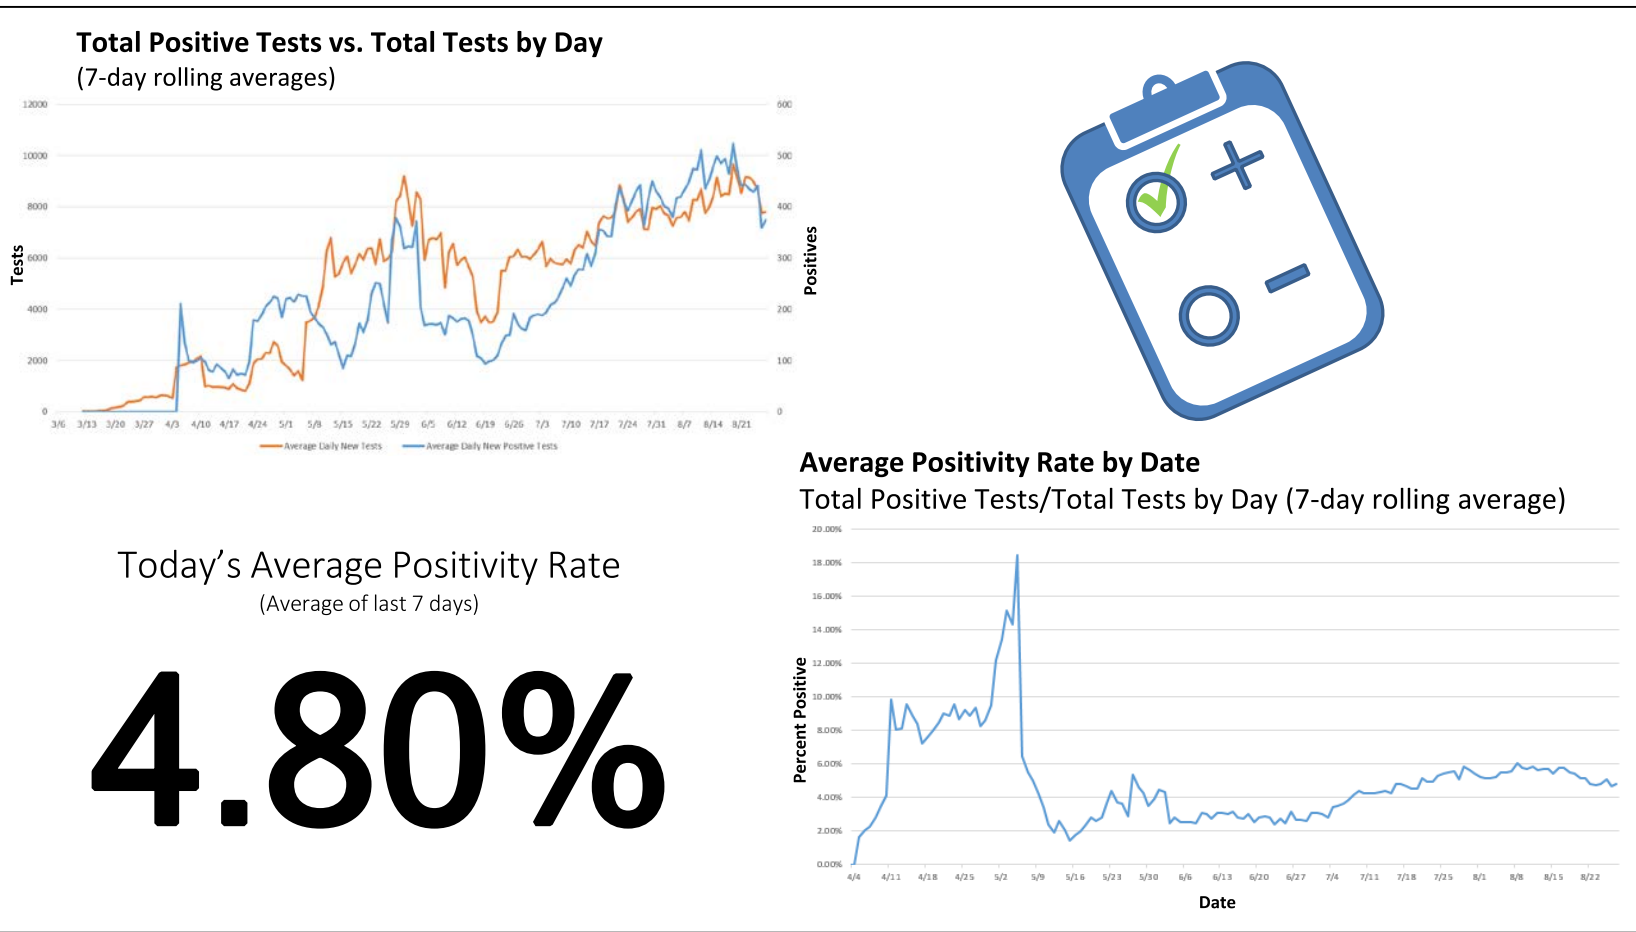 Total Positive Tests vs. Total Tests by Day
(7-day rolling averages)
12000
10000
8000
6000
4000
2000
0
600
500
400
300
200
100
0
Tests
Positives
3/6 3/13 3/20 3/27 4/3 4/10 4/17 4/24 5/1 5/8 5/15 5/22 5/29 6/5 6/12 6/19 6/26 7/3 7/10 7/17 7/24 7/31 8/7 8/14 8/21
Average Daily New Tests Average Daily New Positive Tests
Today's Average Positivity Rate
(Average of last 7 days)
4.80%
Average Positivity Rate by Date
Total Positive Tests/Total Tests by Day (7-day rolling average)
20.00%
18.00%
16.00%
14.00%
12.00%
10.00%
8.00%
6.00%
4.00%
2.00%
0.00%
Percent Positive
4/4 4/11 4/18 4/25 5/2 5/9 5/16 5/23 5/30 6/6 6/13 6/20 6/27 7/4 7/11 7/18 7/25 8/1 8/8 8/15 8/22
Date